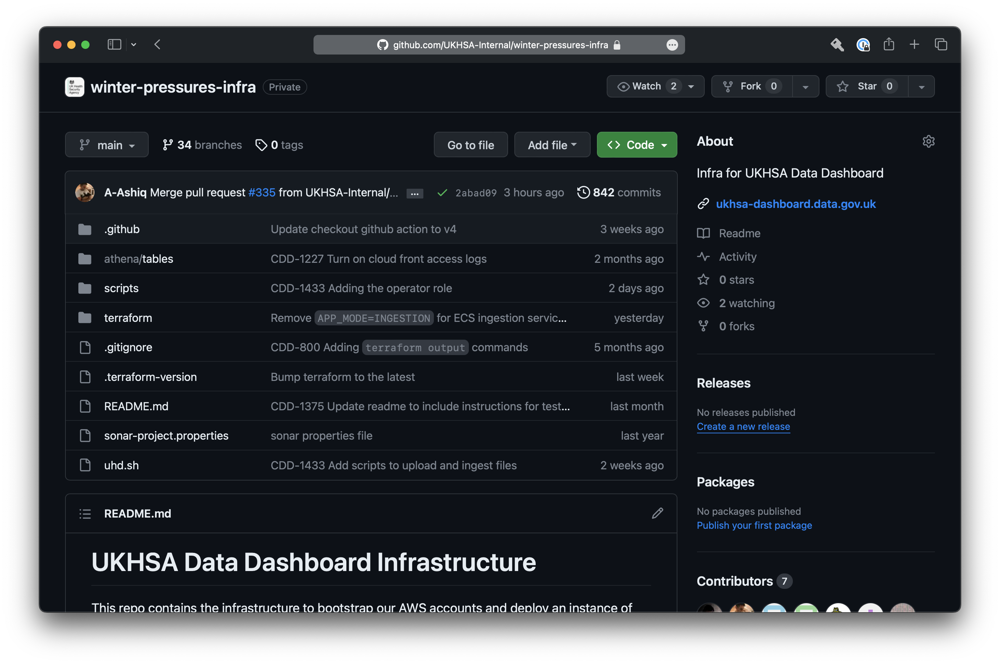 github.com/UKHSA-Internal/winter-pressures-infra
UK Health
Security
Agency
winter-pressures-infra Private
Watch 2
Fork 0
Star 0
main
34 branches
0 tags
Go to file
Add file
Code
A-Ashiq Merge pull request #335 from UKHSA-Internal/... ... 2abad09 3 hours ago 842 commits
.github Update checkout github action to v4 3 weeks ago
athena/tables CDD-1227 Turn on cloud front access logs 2 months ago
scripts CDD-1433 Adding the operator role 2 days ago
terraform Remove APP_MODE=INGESTION for ECS ingestion servic... yesterday
.gitignore CDD-800 Adding terraform output commands 5 months ago
.terraform-version Bump terraform to the latest last week
README.md CDD-1375 Update readme to include instructions for test... last month
sonar-project.properties sonar properties file last year
uhd.sh CDD-1433 Add scripts to upload and ingest files 2 weeks ago
README.md
UKHSA Data Dashboard Infrastructure
This repo contains the infrastructure to bootstrap our AWS accounts and deploy an instance of
About
Infra for UKHSA Data Dashboard
ukhsa-dashboard.data.gov.uk
Readme
Activity
0 stars
2 watching
0 forks
Releases
No releases published
Create a new release
Packages
No packages published
Publish your first package
Contributors 7